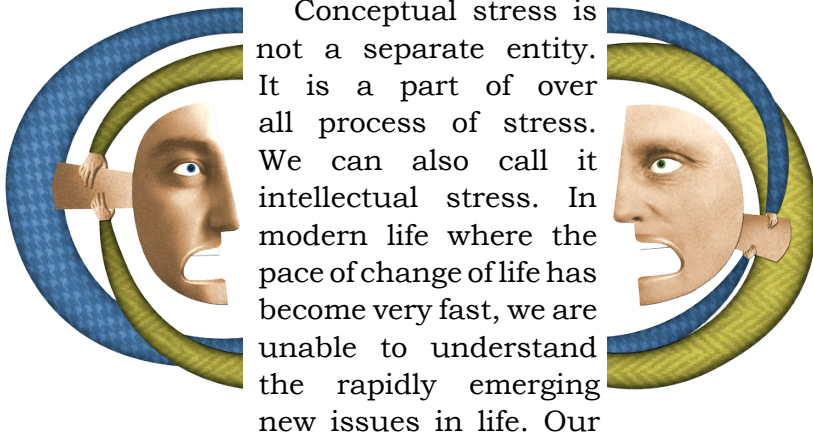 Conceptual stress is
not a separate entity.
It is a part of over
all process of stress.
We can also call it
intellectual stress. In
modern life where the
pace of change of life has
become very fast, we are
unable to understand
the rapidly emerging
new issues in life. Our